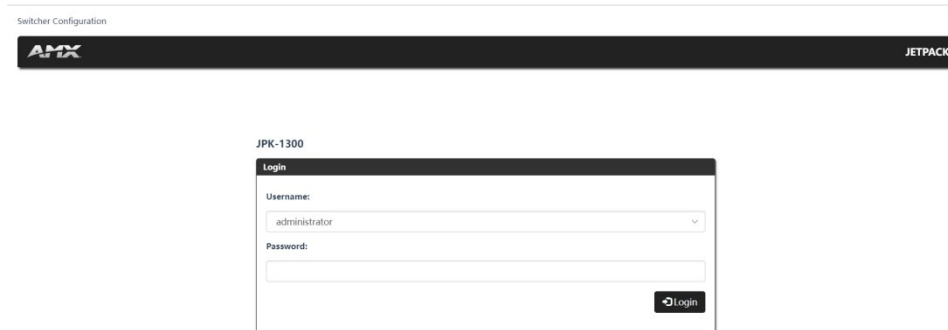 Switcher Configuration
AMX JETPACK
JPK-1300
Login
Username:
administrator
Password:
Login